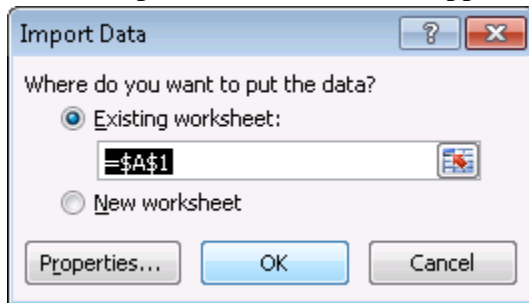 Import Data
Where do you want to put the data?
Existing worksheet:
=$A$1
New worksheet
Properties...
OK
Cancel